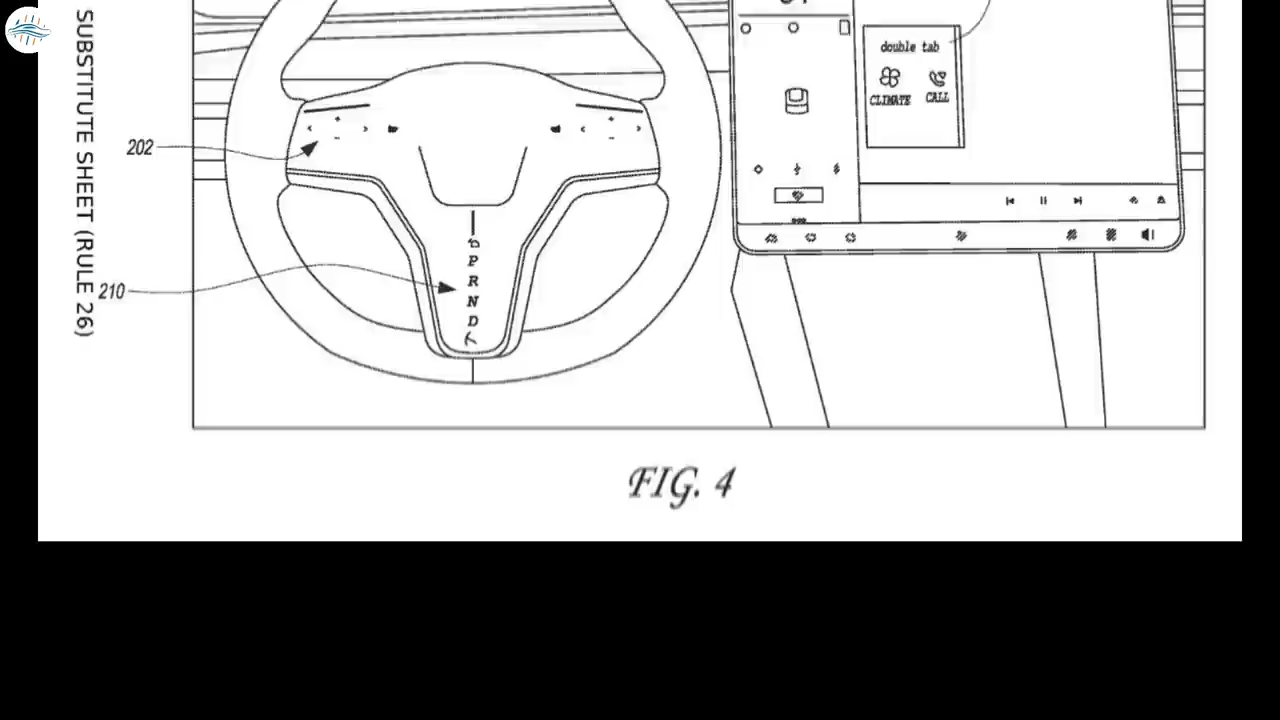 SUBSTITUTE SHEET (RULE 26)
double tab
CLIMATE CALL
202
210
P
R
N
D
FIG. 4